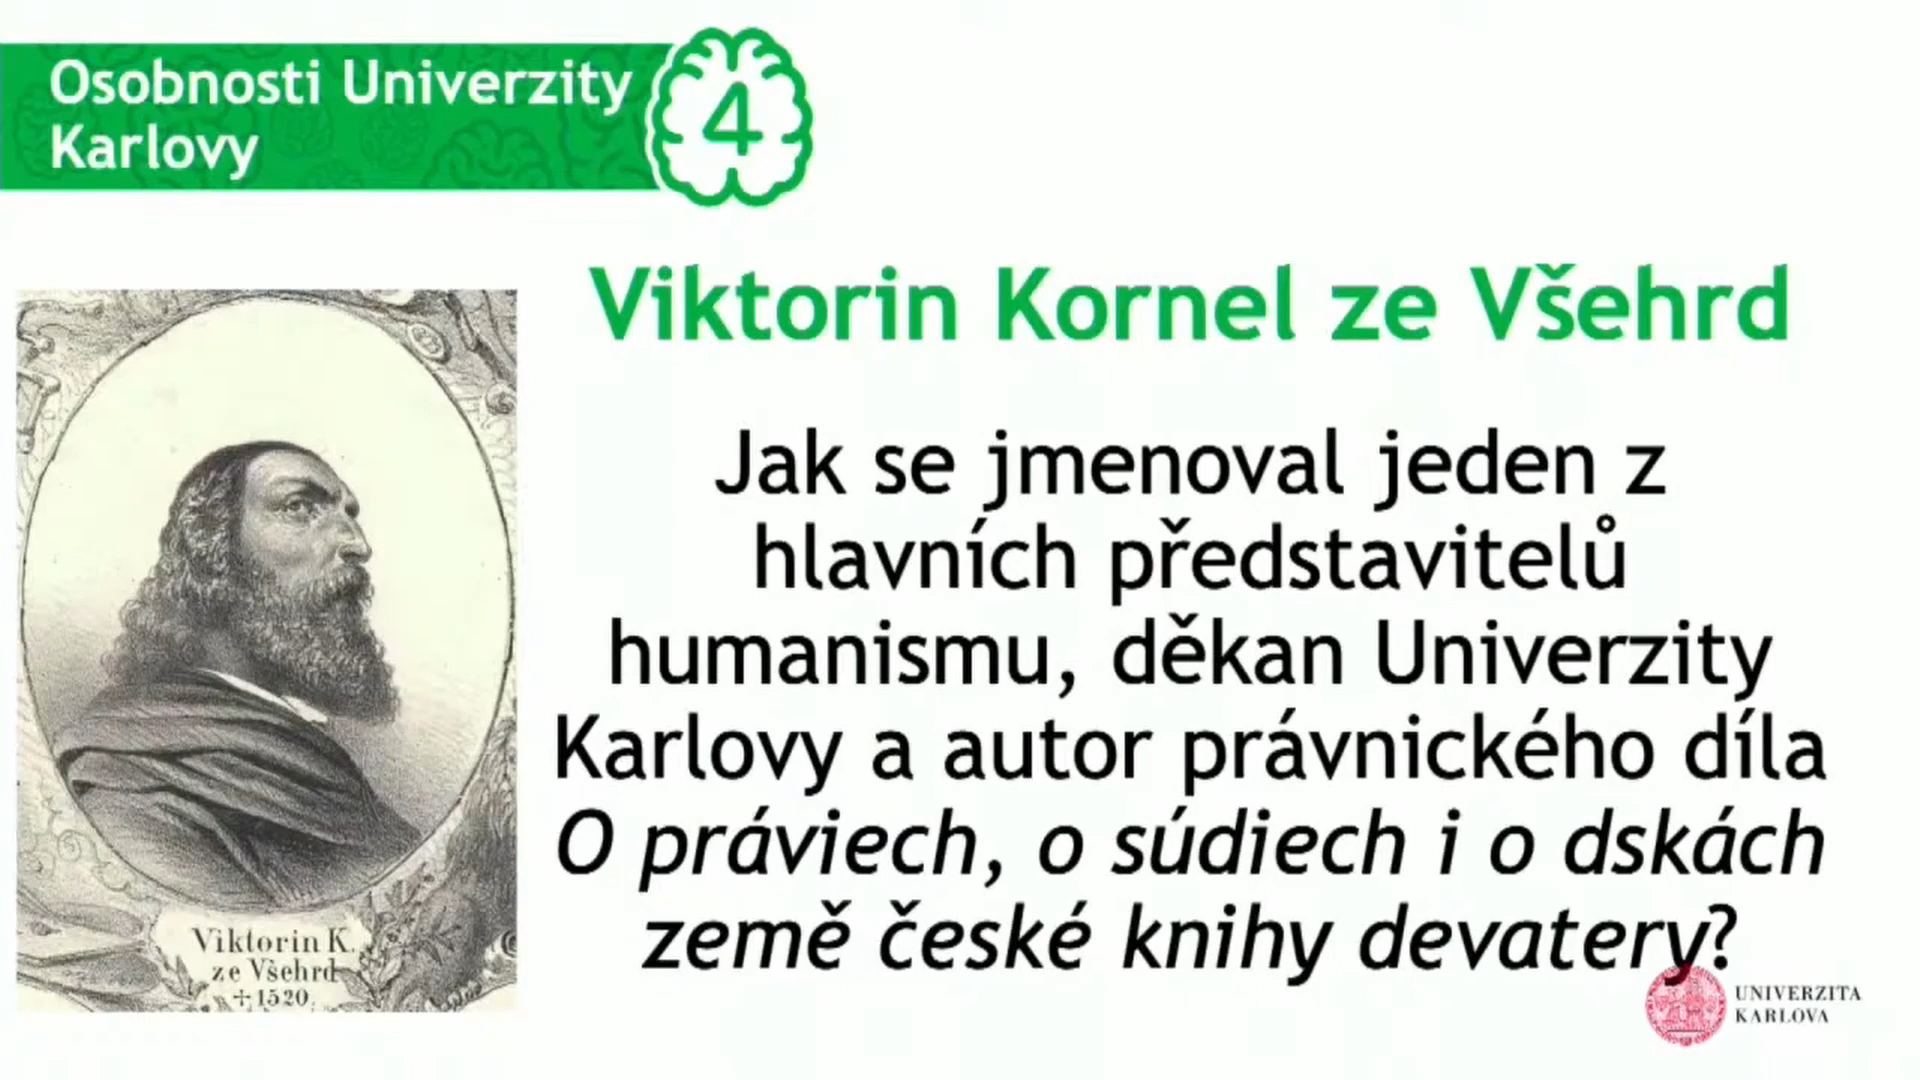 Osobnosti Univerzity
Karlovy
4
Viktorin Kornel ze Všehrd
Jak se jmenoval jeden z
hlavních představitelů
humanismu, děkan Univerzity
Karlovy a autor právnického díla
O práviech, o súdiech i o dskách
země české knihy devatery?
Viktorin K.
ze Všehrd
+1520.
UNIVERZITA
KARLOVA